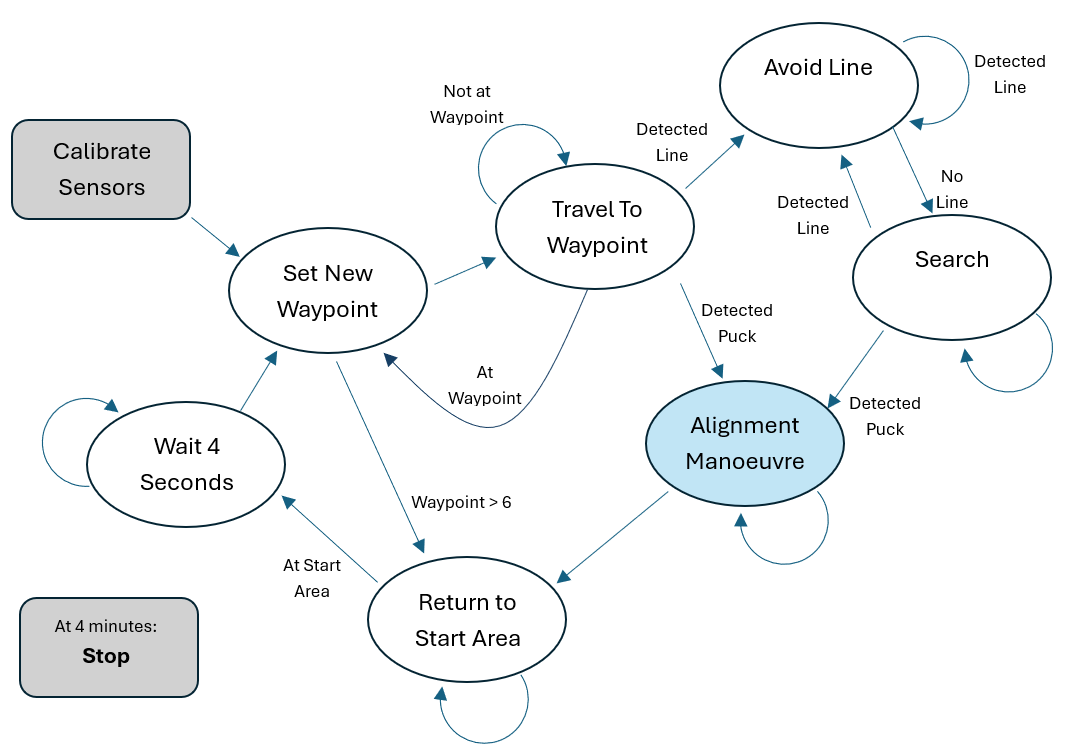 Avoid Line
Detected
Line
Not at
Waypoint
Detected
Line
Calibrate
Sensors
No
Line
Travel To
Waypoint
Detected
Line
Set New
Waypoint
Search
Detected
Puck
At
Waypoint
Detected
Puck
Alignment
Manoeuvre
Wait 4
Seconds
Waypoint > 6
At Start
Area
Return to
Start Area
At 4 minutes:
Stop